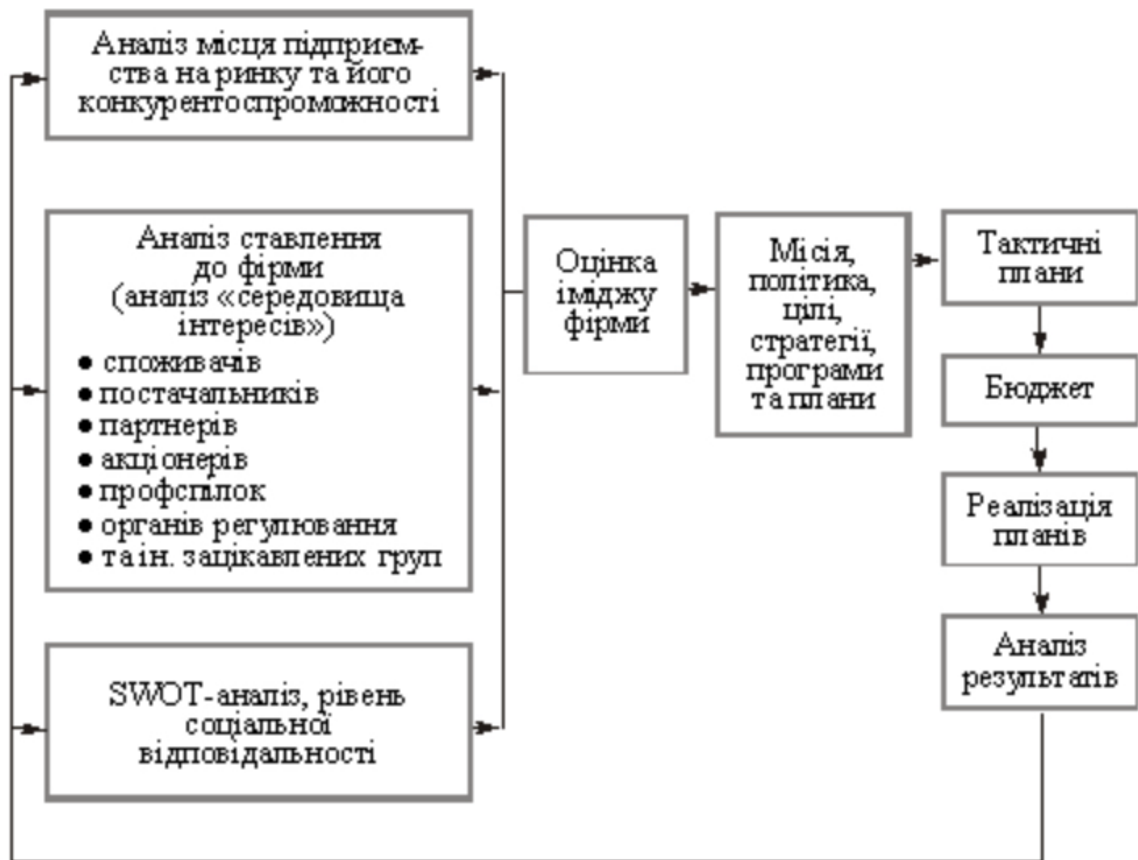 Аналіз місця підприєм-
ства на ринку та його
конкурентоспроможності
Аналіз ставлення
до фірми
(аналіз «середовища
інтересів»)
● споживачів
● постачальників
● партнерів
● акціонерів
● профспілок
● органів регулювання
● та ін. зацікавлених груп
SWOT-аналіз, рівень
соціальної
відповідальності
Оцінка
іміджу
фірми
Місія,
політика,
цілі,
стратегії,
програми
та плани
Тактичні
плани
Бюджет
Реалізація
планів
Аналіз
результатів